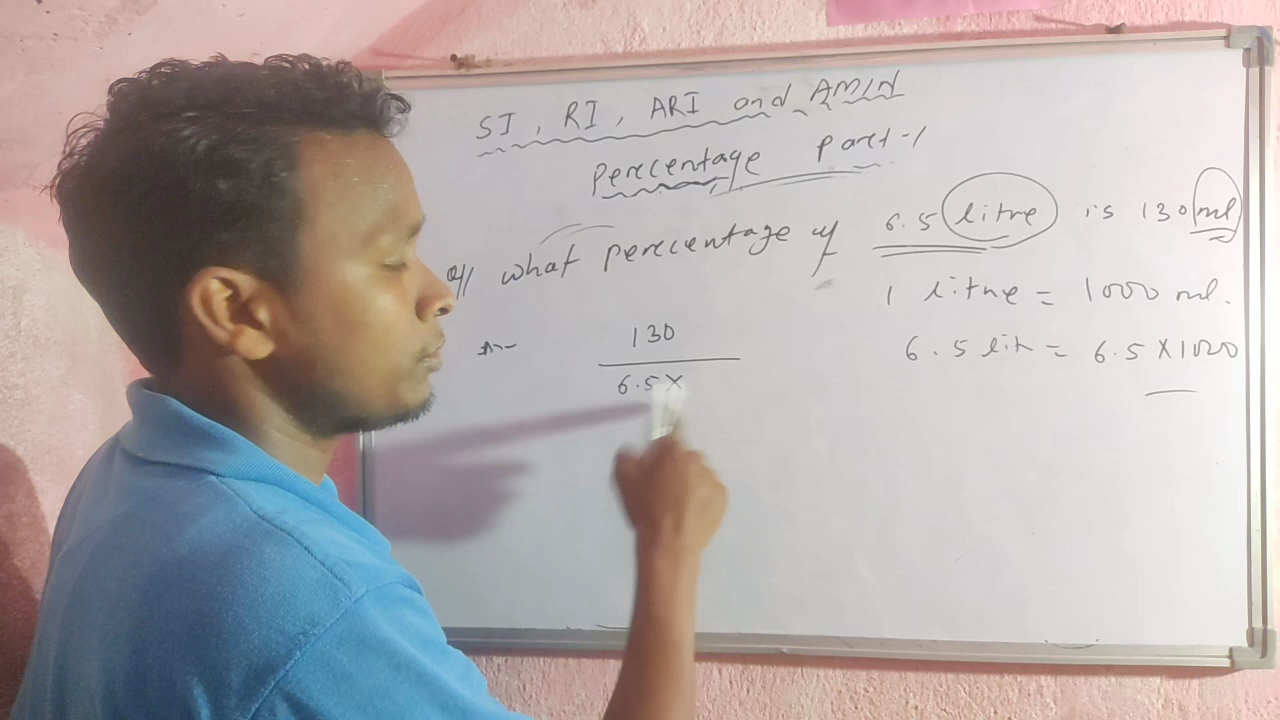 SI, RI, ARI and AMIN
Percentage Part-1
Q1/ what percentage of 6.5 litre is 130 ml
1 litre = 1000 ml.
6.5 lit = 6.5 X 1000
A:-
130
6.5 X